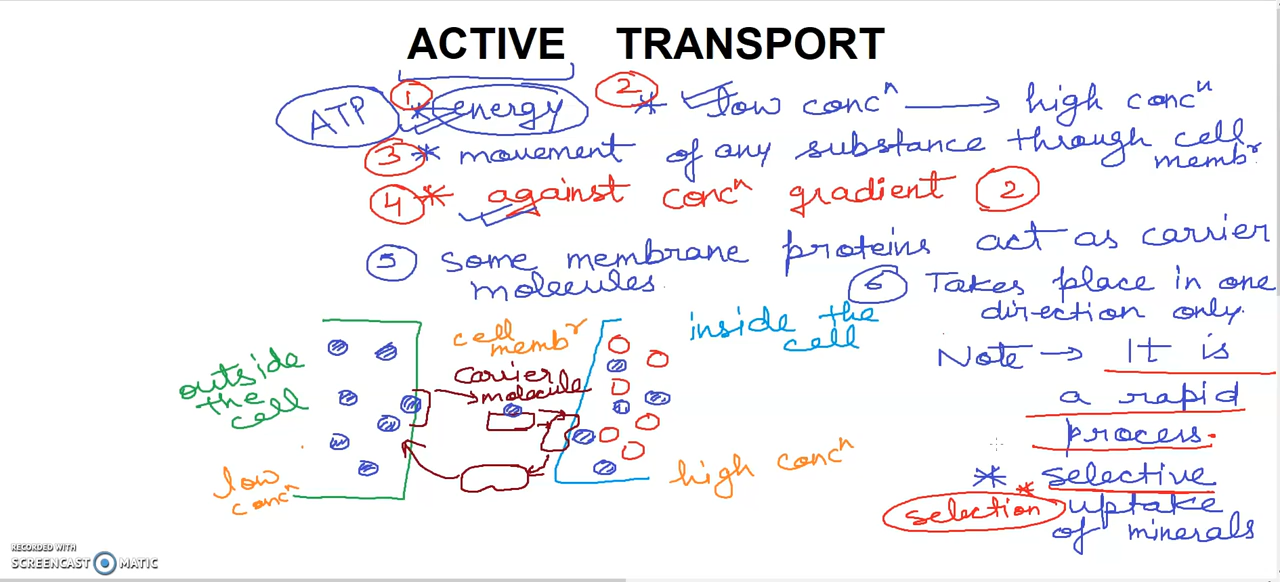 ACTIVE TRANSPORT
ATP 1 * energy 2 * low concⁿ → high concⁿ
3 * movement of any substance through cell
membʳ
4 * against concⁿ gradient 2
5 Some membrane proteins act as carrier
molecules.
6 Takes place in one
direction only.
inside the
cell
cell
membʳ
outside
the
cell
Carrier
molecule
low
concⁿ
high concⁿ
Note → It is
a rapid
process.
* selective
* selection uptake
of minerals
RECORDED WITH
SCREENCAST MATIC